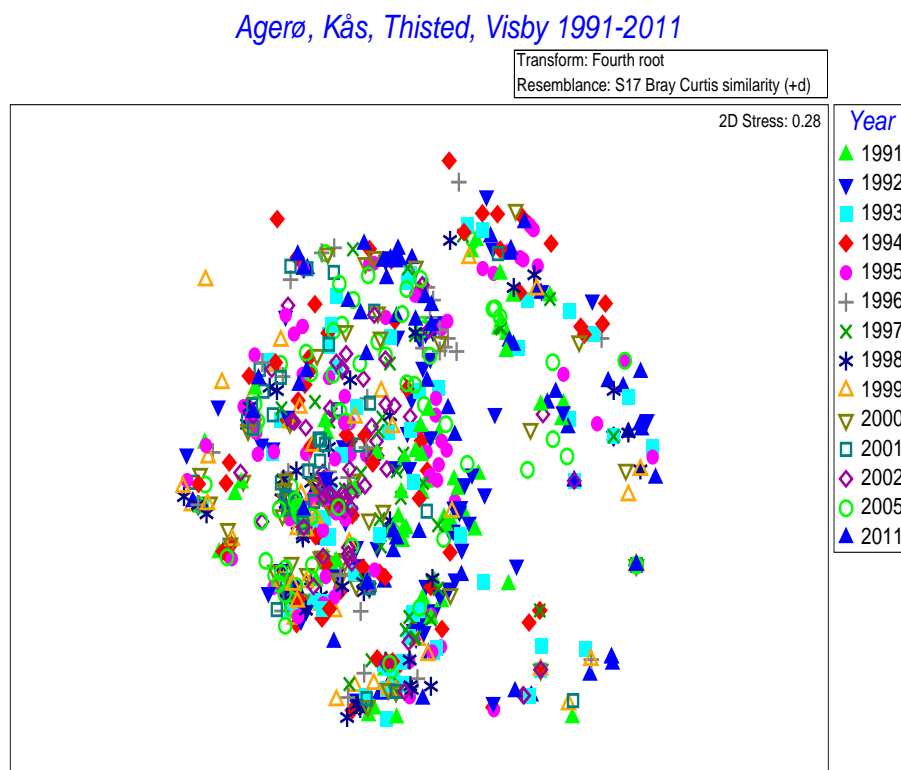 Agerø, Kås, Thisted, Visby 1991-2011
Transform: Fourth root
Resemblance: S17 Bray Curtis similarity (+d)
2D Stress: 0.28
Year
1991
1992
1993
1994
1995
1996
1997
1998
1999
2000
2001
2002
2005
2011